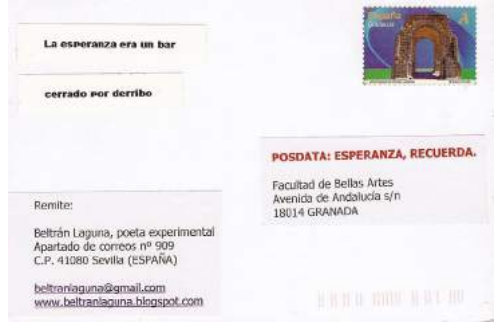 La esperanza era un bar
cerrado por derribo
España
A
POSDATA: ESPERANZA, RECUERDA.
Facultad de Bellas Artes
Avenida de Andalucía s/n
18014 GRANADA
Remite:
Beltrán Laguna, poeta experimental
Apartado de correos nº 909
C.P. 41080 Sevilla (ESPAÑA)
beltranlaguna@gmail.com
www.beltranlaguna.blogspot.com